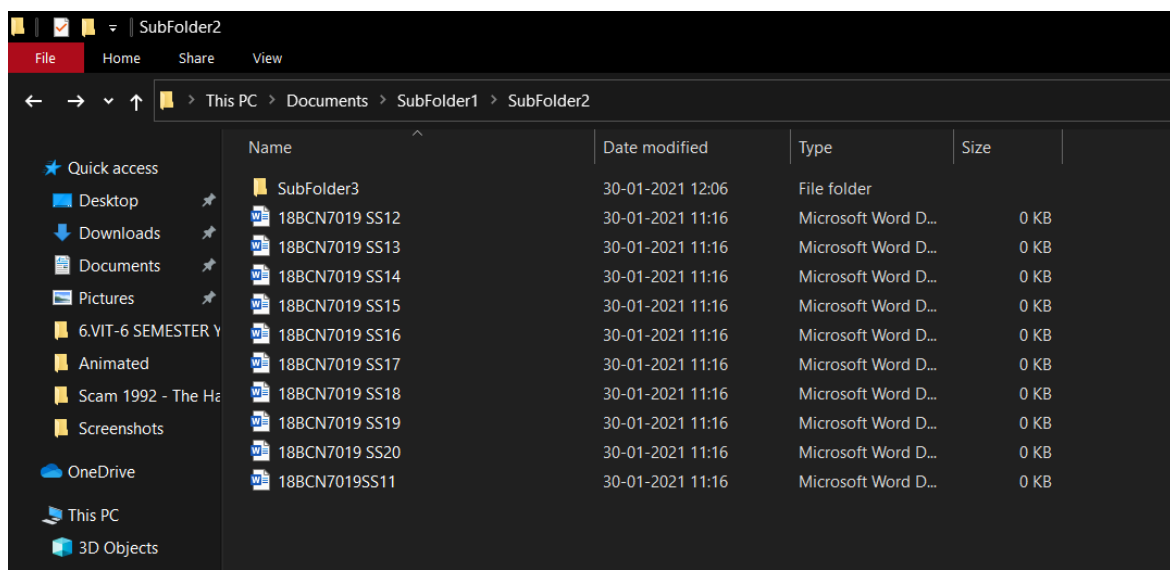 SubFolder2
File Home Share View
This PC > Documents > SubFolder1 > SubFolder2
Name Date modified Type Size
Quick access
Desktop
Downloads
Documents
Pictures
6.VIT-6 SEMESTER Y
Animated
Scam 1992 - The Ha
Screenshots
OneDrive
This PC
3D Objects
SubFolder3 30-01-2021 12:06 File folder
18BCN7019 SS12 30-01-2021 11:16 Microsoft Word D... 0 KB
18BCN7019 SS13 30-01-2021 11:16 Microsoft Word D... 0 KB
18BCN7019 SS14 30-01-2021 11:16 Microsoft Word D... 0 KB
18BCN7019 SS15 30-01-2021 11:16 Microsoft Word D... 0 KB
18BCN7019 SS16 30-01-2021 11:16 Microsoft Word D... 0 KB
18BCN7019 SS17 30-01-2021 11:16 Microsoft Word D... 0 KB
18BCN7019 SS18 30-01-2021 11:16 Microsoft Word D... 0 KB
18BCN7019 SS19 30-01-2021 11:16 Microsoft Word D... 0 KB
18BCN7019 SS20 30-01-2021 11:16 Microsoft Word D... 0 KB
18BCN7019SS11 30-01-2021 11:16 Microsoft Word D... 0 KB